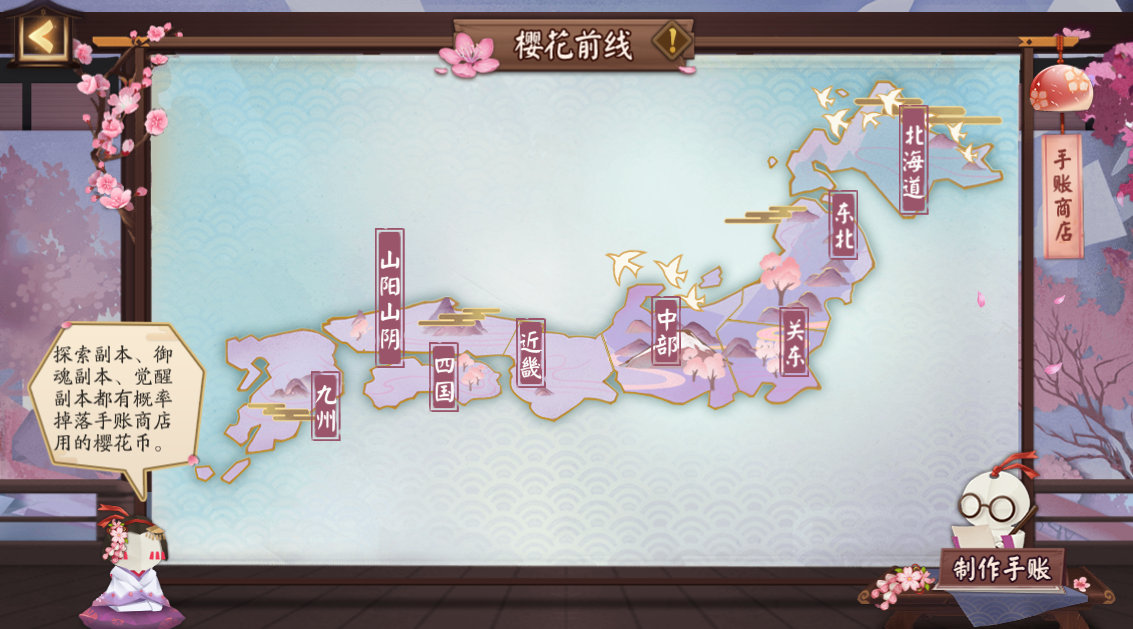 樱花前线
手账商店
北海道
东北
关东
中部
近畿
山阳山阴
四国
九州
探索副本、御
魂副本、觉醒
副本都有概率
掉落手账商店
用的樱花币。
制作手账